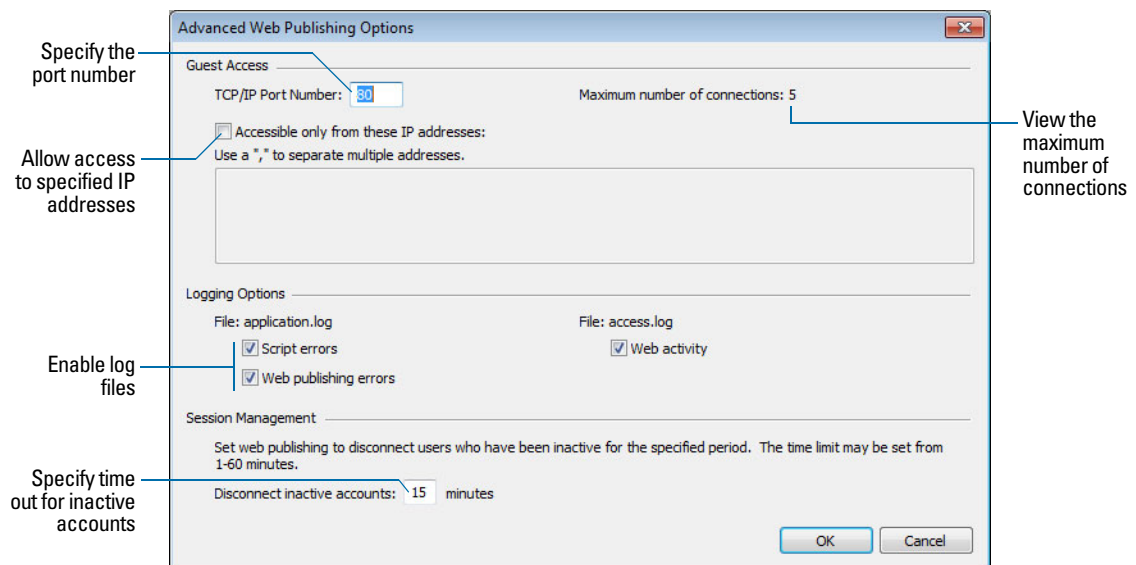 Advanced Web Publishing Options
Specify the
port number
Guest Access
TCP/IP Port Number: 80
Maximum number of connections: 5
View the
maximum
number of
connections
Accessible only from these IP addresses:
Use a "," to separate multiple addresses.
Allow access
to specified IP
addresses
Logging Options
File: application.log
File: access.log
Script errors
Web activity
Web publishing errors
Enable log
files
Session Management
Set web publishing to disconnect users who have been inactive for the specified period. The time limit may be set from
1-60 minutes.
Specify time
out for inactive
accounts
Disconnect inactive accounts: 15 minutes
OK
Cancel